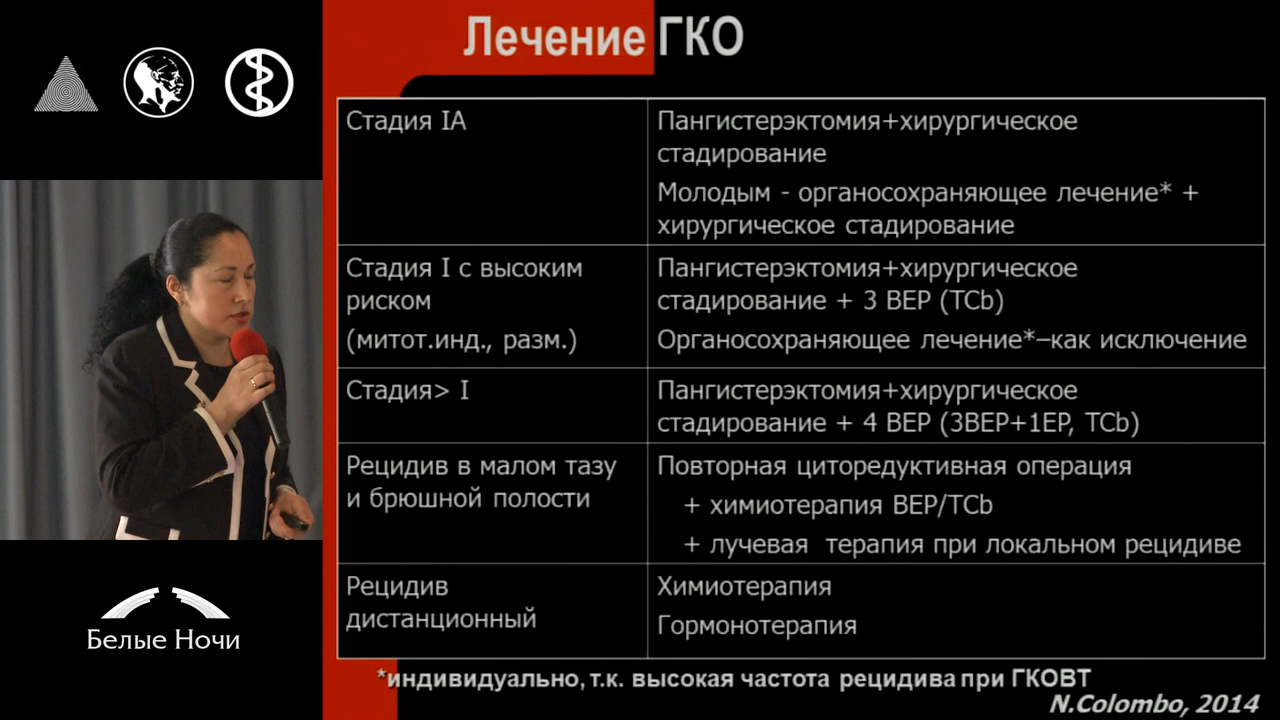 Лечение ГКО
Стадия IA
Пангистерэктомия+хирургическое
стадирование
Молодым - органосохраняющее лечение* +
хирургическое стадирование
Стадия I с высоким
риском
(митот.инд., разм.)
Пангистерэктомия+хирургическое
стадирование + 3 BEP (TCb)
Органосохраняющее лечение*–как исключение
Стадия> I
Пангистерэктомия+хирургическое
стадирование + 4 BEP (3BEP+1EP, TCb)
Рецидив в малом тазу
и брюшной полости
Повторная циторедуктивная операция
+ химиотерапия BEP/TCb
+ лучевая терапия при локальном рецидиве
Рецидив
дистанционный
Химиотерапия
Гормонотерапия
*индивидуально, т.к. высокая частота рецидива при ГКОВТ
N.Colombo, 2014
Белые Ночи